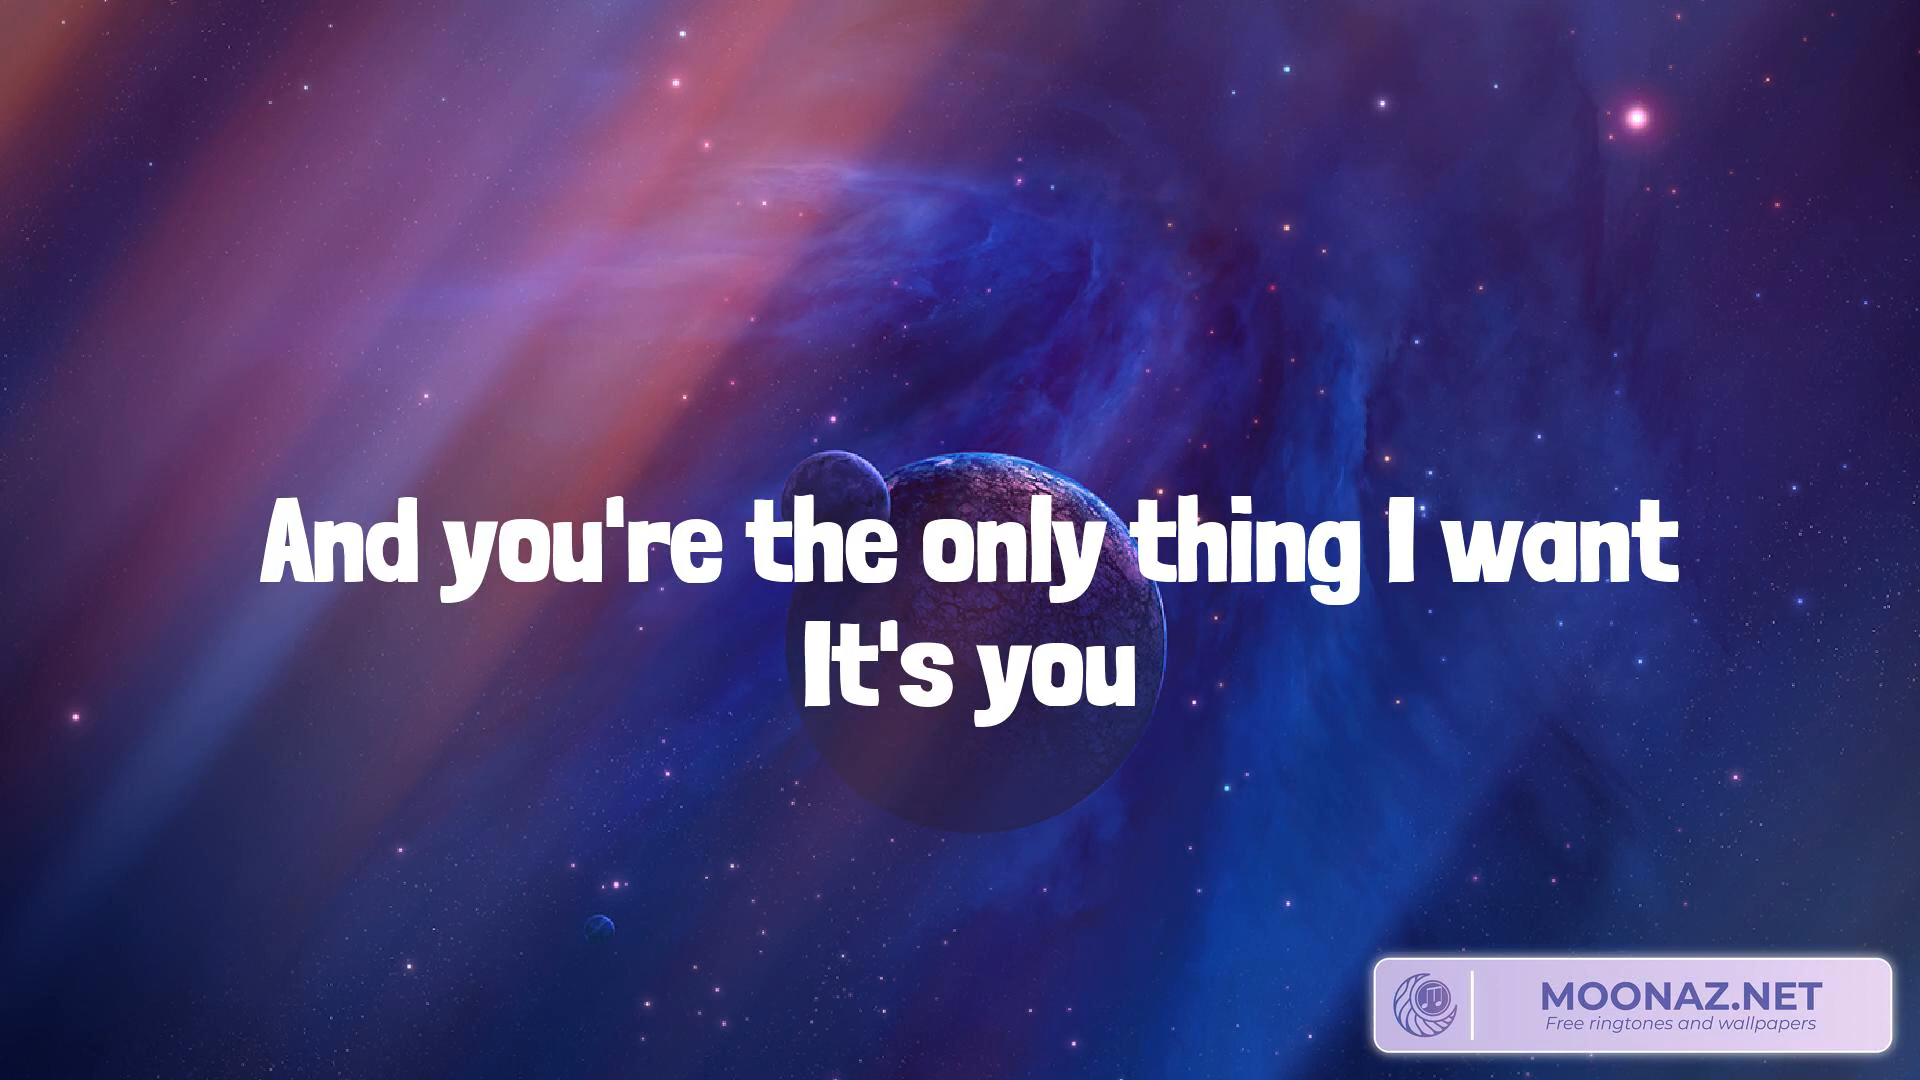 And you're the only thing I want
It's you
MOONAZ.NET
Free ringtones and wallpapers